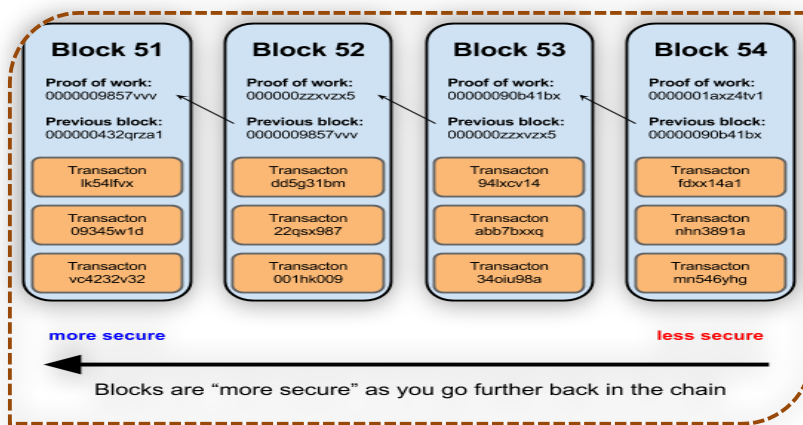 Block 51
Proof of work:
0000009857vvv
Previous block:
000000432qrza1
Transacton
lk54lfvx
Transacton
09345w1d
Transacton
vc4232v32
Block 52
Proof of work:
000000zzxvzx5
Previous block:
0000009857vvv
Transacton
dd5g31bm
Transacton
22qsx987
Transacton
001hk009
Block 53
Proof of work:
00000090b41bx
Previous block:
000000zzxvzx5
Transacton
94lxcv14
Transacton
abb7bxxq
Transacton
34oiu98a
Block 54
Proof of work:
0000001axz4tv1
Previous block:
00000090b41bx
Transacton
fdxx14a1
Transacton
nhn3891a
Transacton
mn546yhg
more secure
less secure
Blocks are “more secure” as you go further back in the chain